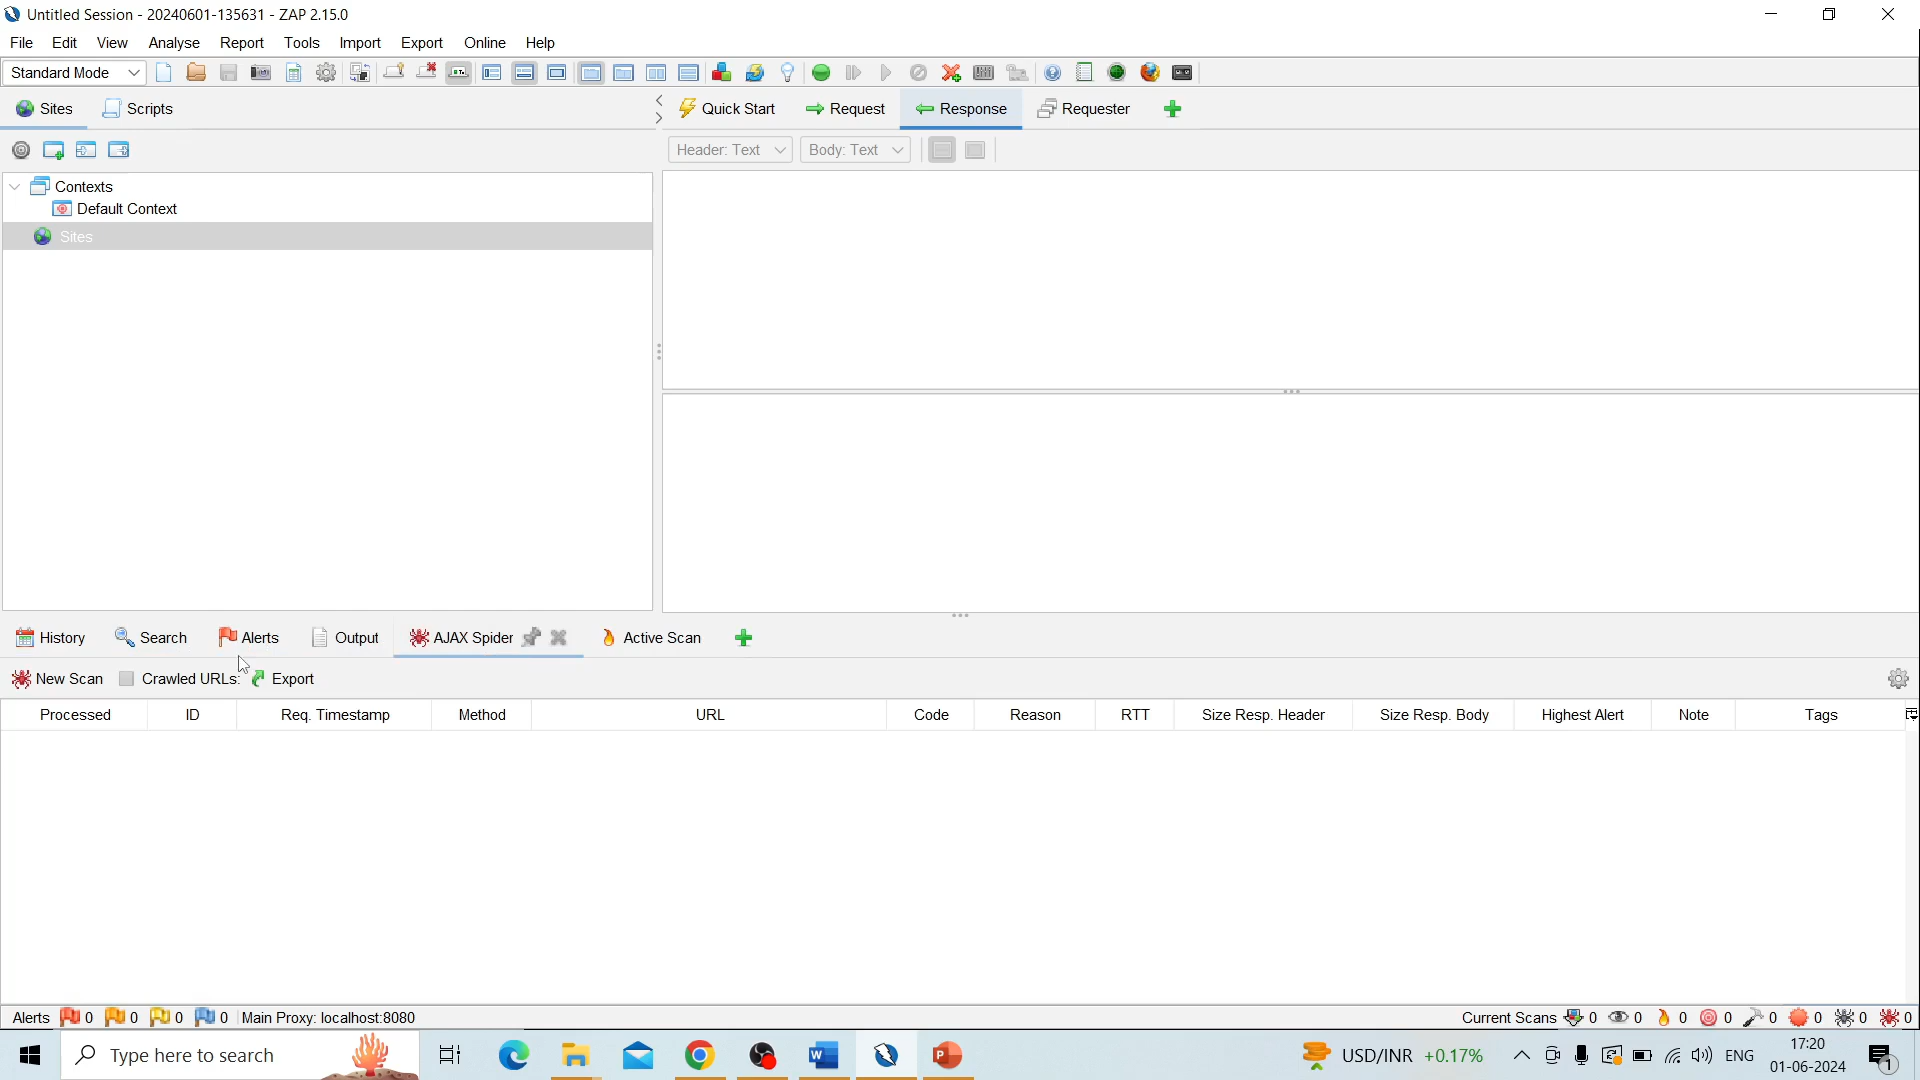 Untitled Session - 20240601-135631 - ZAP 2.15.0
File Edit View Analyse Report Tools Import Export Online Help
Standard Mode
Sites Scripts Quick Start Request Response Requester
Header: Text Body: Text
Contexts
Default Context
Sites
History Search Alerts Output AJAX Spider Active Scan
New Scan Crawled URLs: Export
Processed ID Req. Timestamp Method URL Code Reason RTT Size Resp. Header Size Resp. Body Highest Alert Note Tags
Alerts 0 0 0 0 Main Proxy: localhost:8080 Current Scans 0 0 0 0 0 0 0 0
Type here to search USD/INR +0.17% ENG 17:20 1
01-06-2024